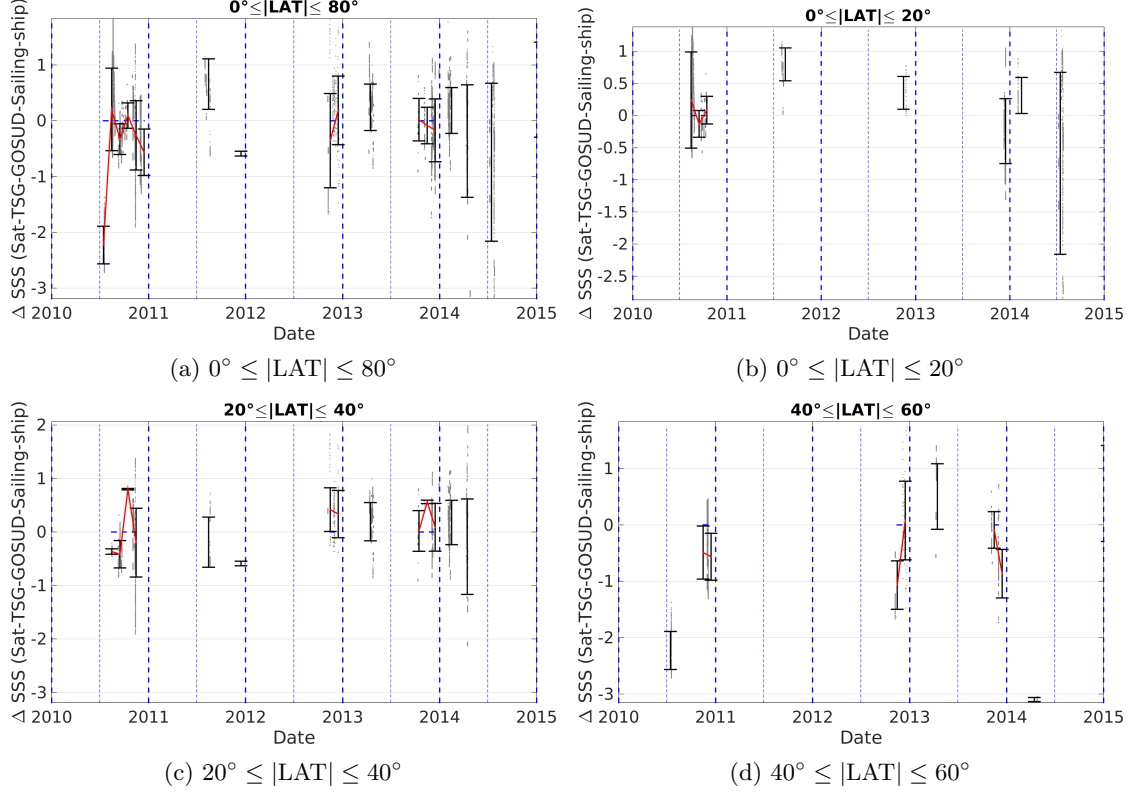 0°≤|LAT|≤ 80°
Δ SSS (Sat-TSG-GOSUD-Sailing-ship)
1
0
-1
-2
-3
2010 2011 2012 2013 2014 2015
Date
(a) 0° ≤ |LAT| ≤ 80°
0°≤|LAT|≤ 20°
Δ SSS (Sat-TSG-GOSUD-Sailing-ship)
1
0.5
0
-0.5
-1
-1.5
-2
-2.5
2010 2011 2012 2013 2014 2015
Date
(b) 0° ≤ |LAT| ≤ 20°
20°≤|LAT|≤ 40°
Δ SSS (Sat-TSG-GOSUD-Sailing-ship)
2
1
0
-1
-2
-3
2010 2011 2012 2013 2014 2015
Date
(c) 20° ≤ |LAT| ≤ 40°
40°≤|LAT|≤ 60°
Δ SSS (Sat-TSG-GOSUD-Sailing-ship)
1
0
-1
-2
-3
2010 2011 2012 2013 2014 2015
Date
(d) 40° ≤ |LAT| ≤ 60°